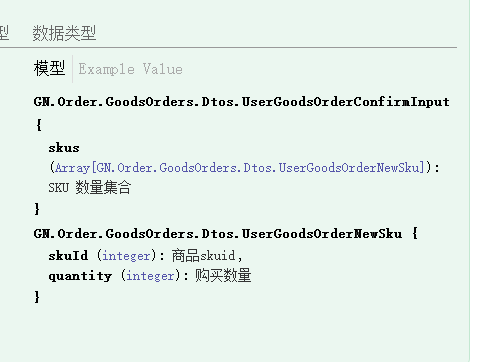 型 数据类型
模型 Example Value
GN.Order.GoodsOrders.Dtos.UserGoodsOrderConfirmInput
{
skus
(Array[GN.Order.GoodsOrders.Dtos.UserGoodsOrderNewSku]):
SKU 数量集合
}
GN.Order.GoodsOrders.Dtos.UserGoodsOrderNewSku {
skuId (integer): 商品skuid,
quantity (integer): 购买数量
}